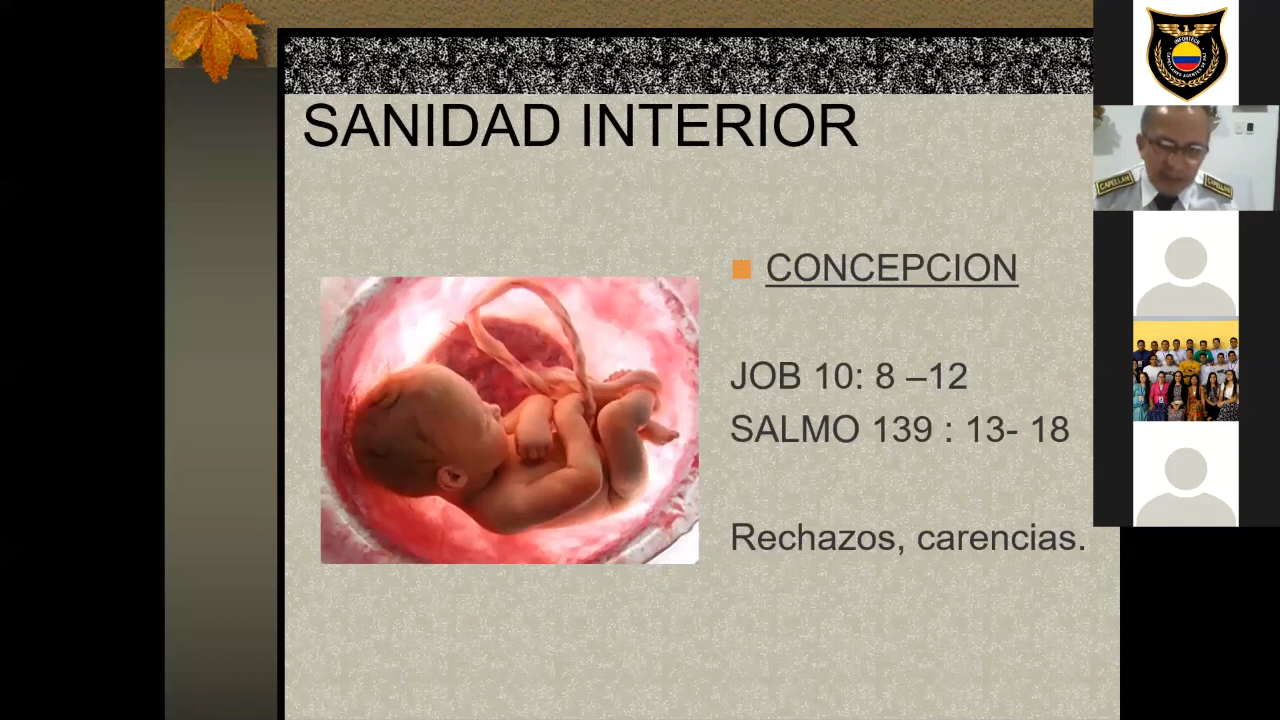 SANIDAD INTERIOR
CONCEPCION
JOB 10: 8 –12
SALMO 139 : 13- 18
Rechazos, carencias.
CAPELLAN
CAPELLAN